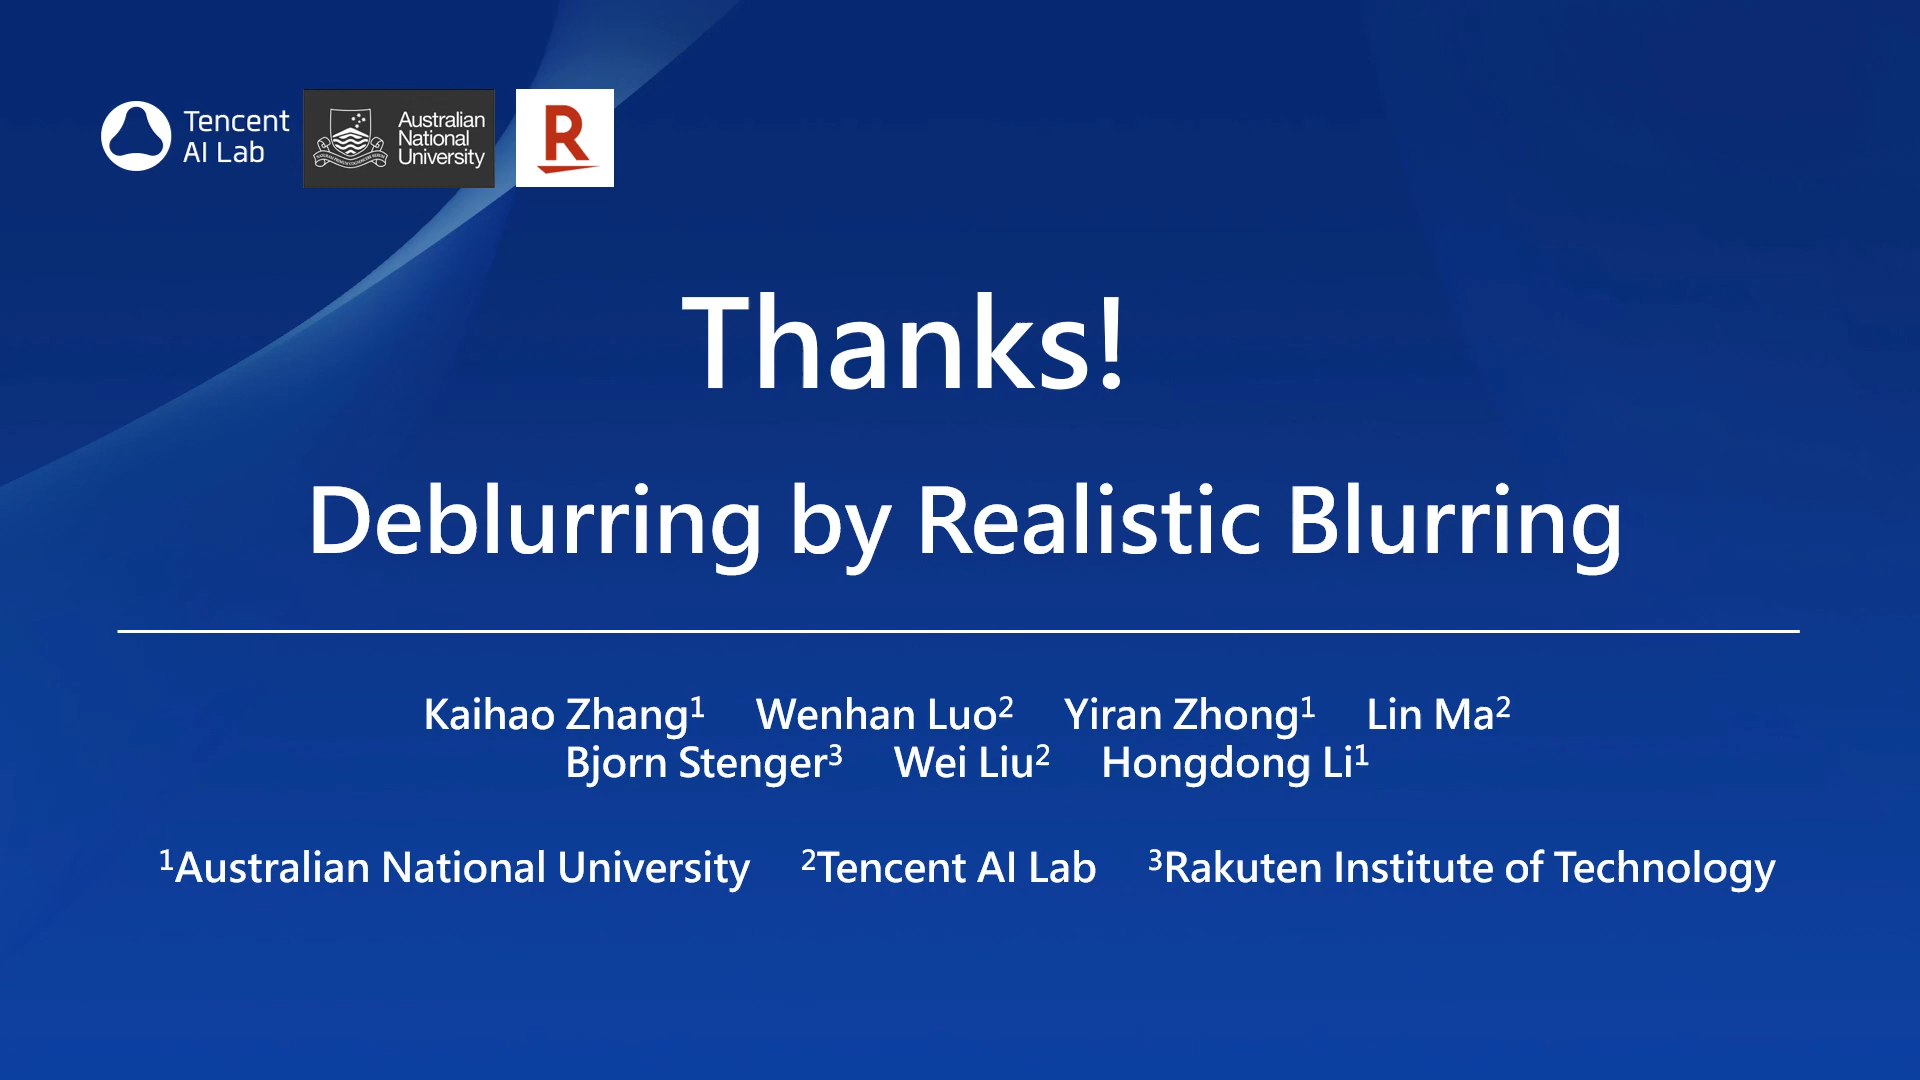 Tencent
AI Lab
Australian
National
University
R
Thanks!
Deblurring by Realistic Blurring
Kaihao Zhang¹ Wenhan Luo² Yiran Zhong¹ Lin Ma²
Bjorn Stenger³ Wei Liu² Hongdong Li¹
¹Australian National University ²Tencent AI Lab ³Rakuten Institute of Technology